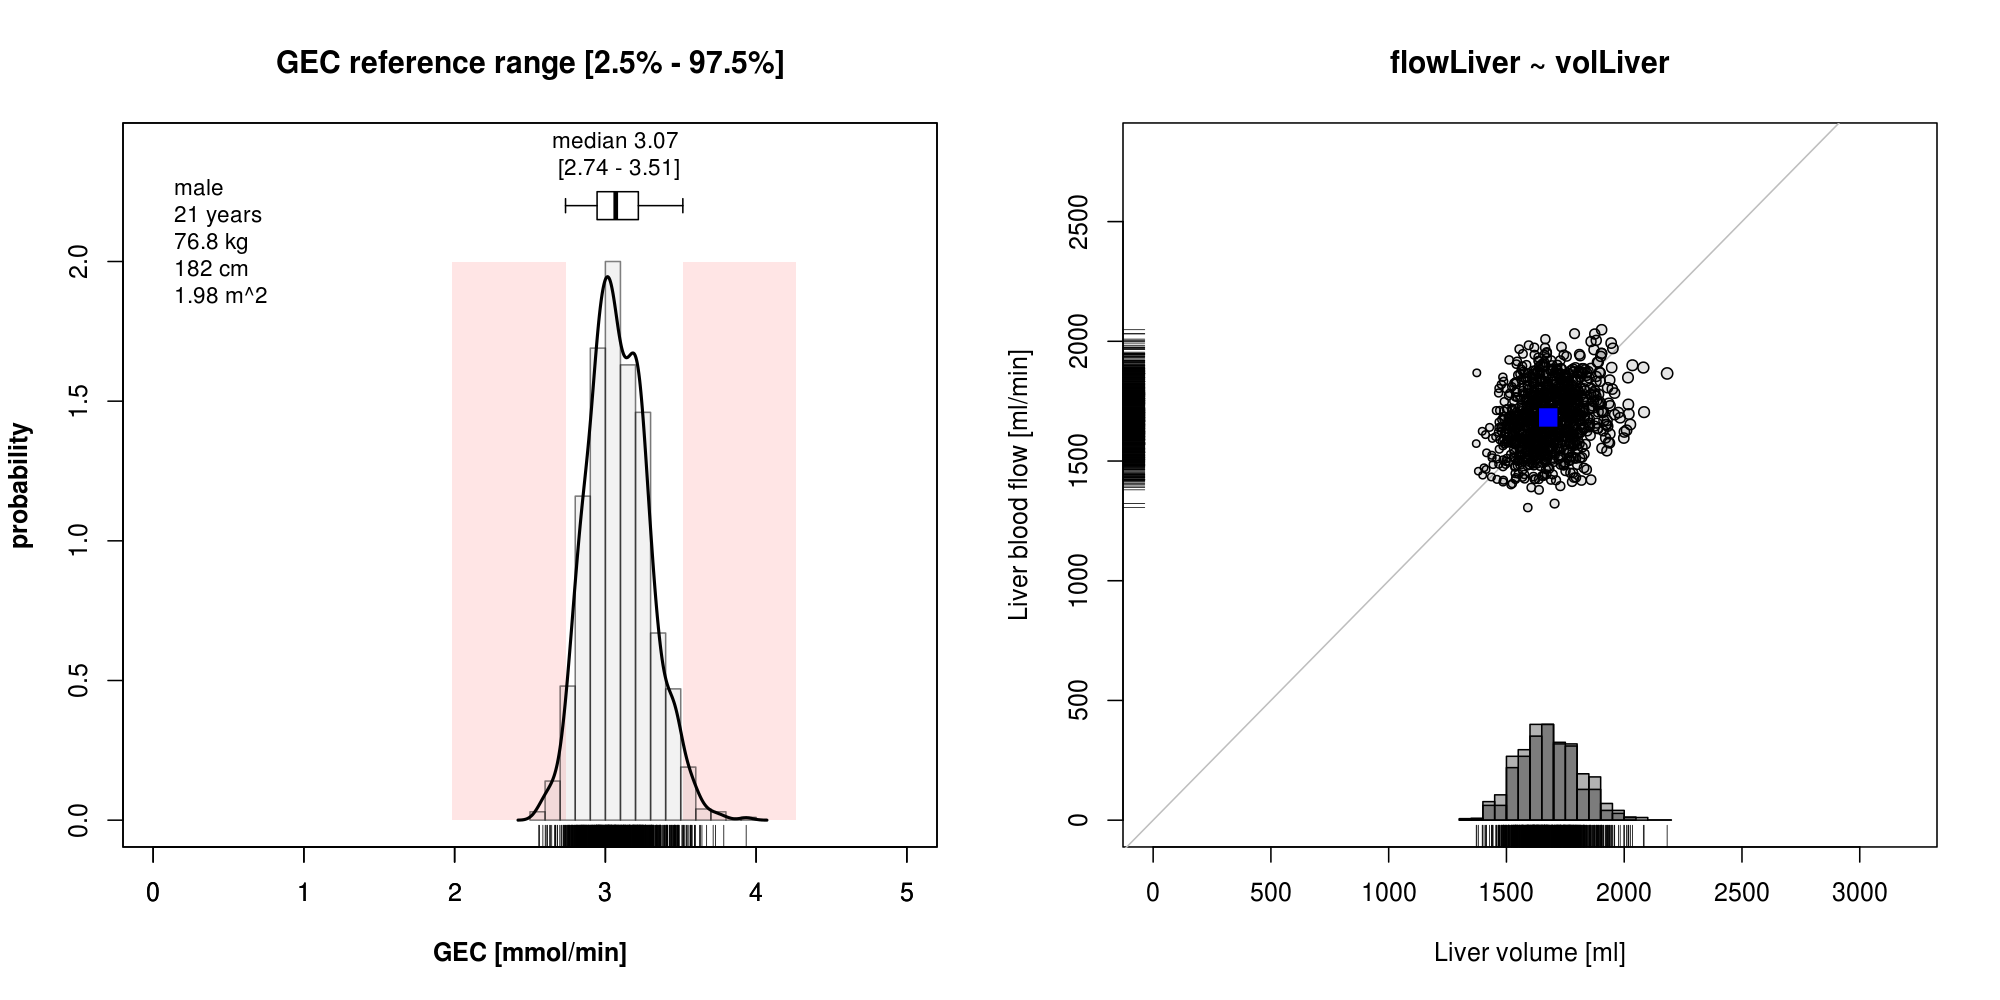 GEC reference range [2.5% - 97.5%]
median 3.07
[2.74 - 3.51]
male
21 years
76.8 kg
182 cm
1.98 m^2
probability
2.0
1.5
1.0
0.5
0.0
0 1 2 3 4 5
GEC [mmol/min]
flowLiver ~ volLiver
Liver blood flow [ml/min]
2500
2000
1500
1000
500
0
0 500 1000 1500 2000 2500 3000
Liver volume [ml]